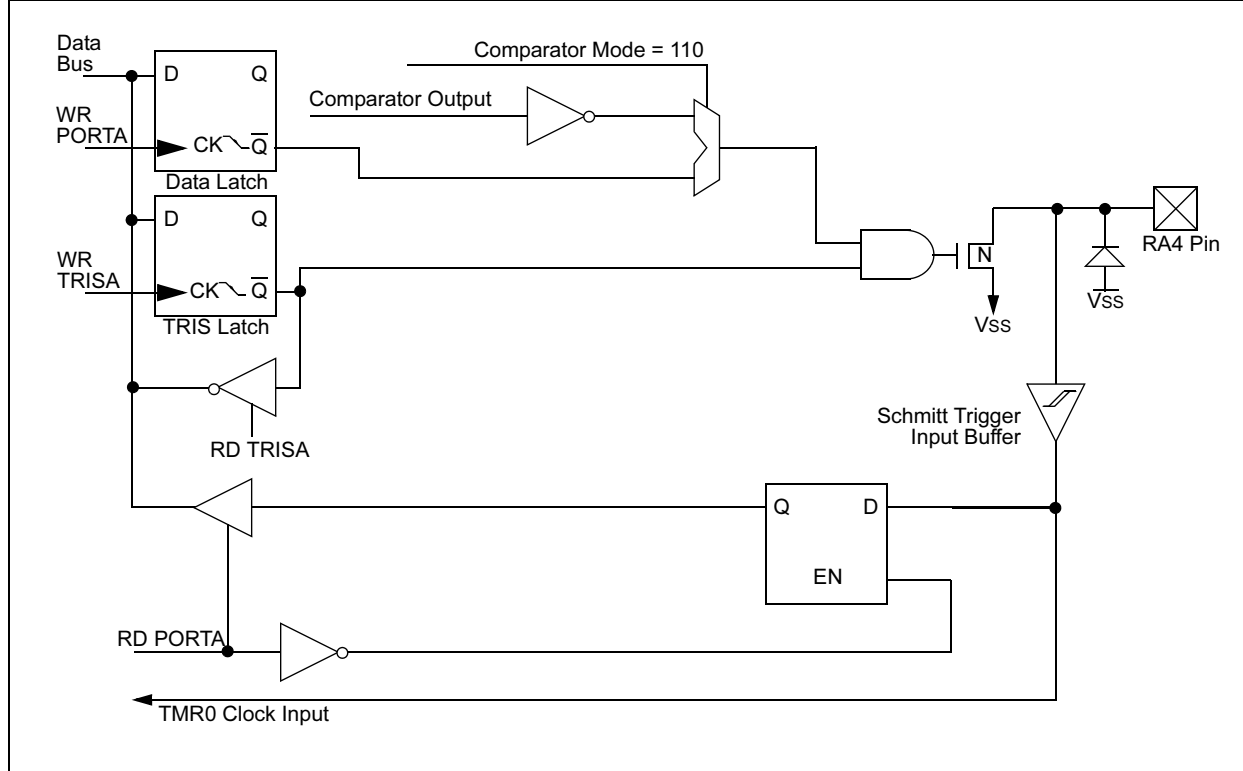 Data
Bus
D Q
Comparator Mode = 110
Comparator Output
WR
PORTA
CK Q̅
Data Latch
D Q
RA4 Pin
N
WR
TRISA
CK Q̅
TRIS Latch
VSS
VSS
Schmitt Trigger
Input Buffer
RD TRISA
Q D
EN
RD PORTA
TMR0 Clock Input